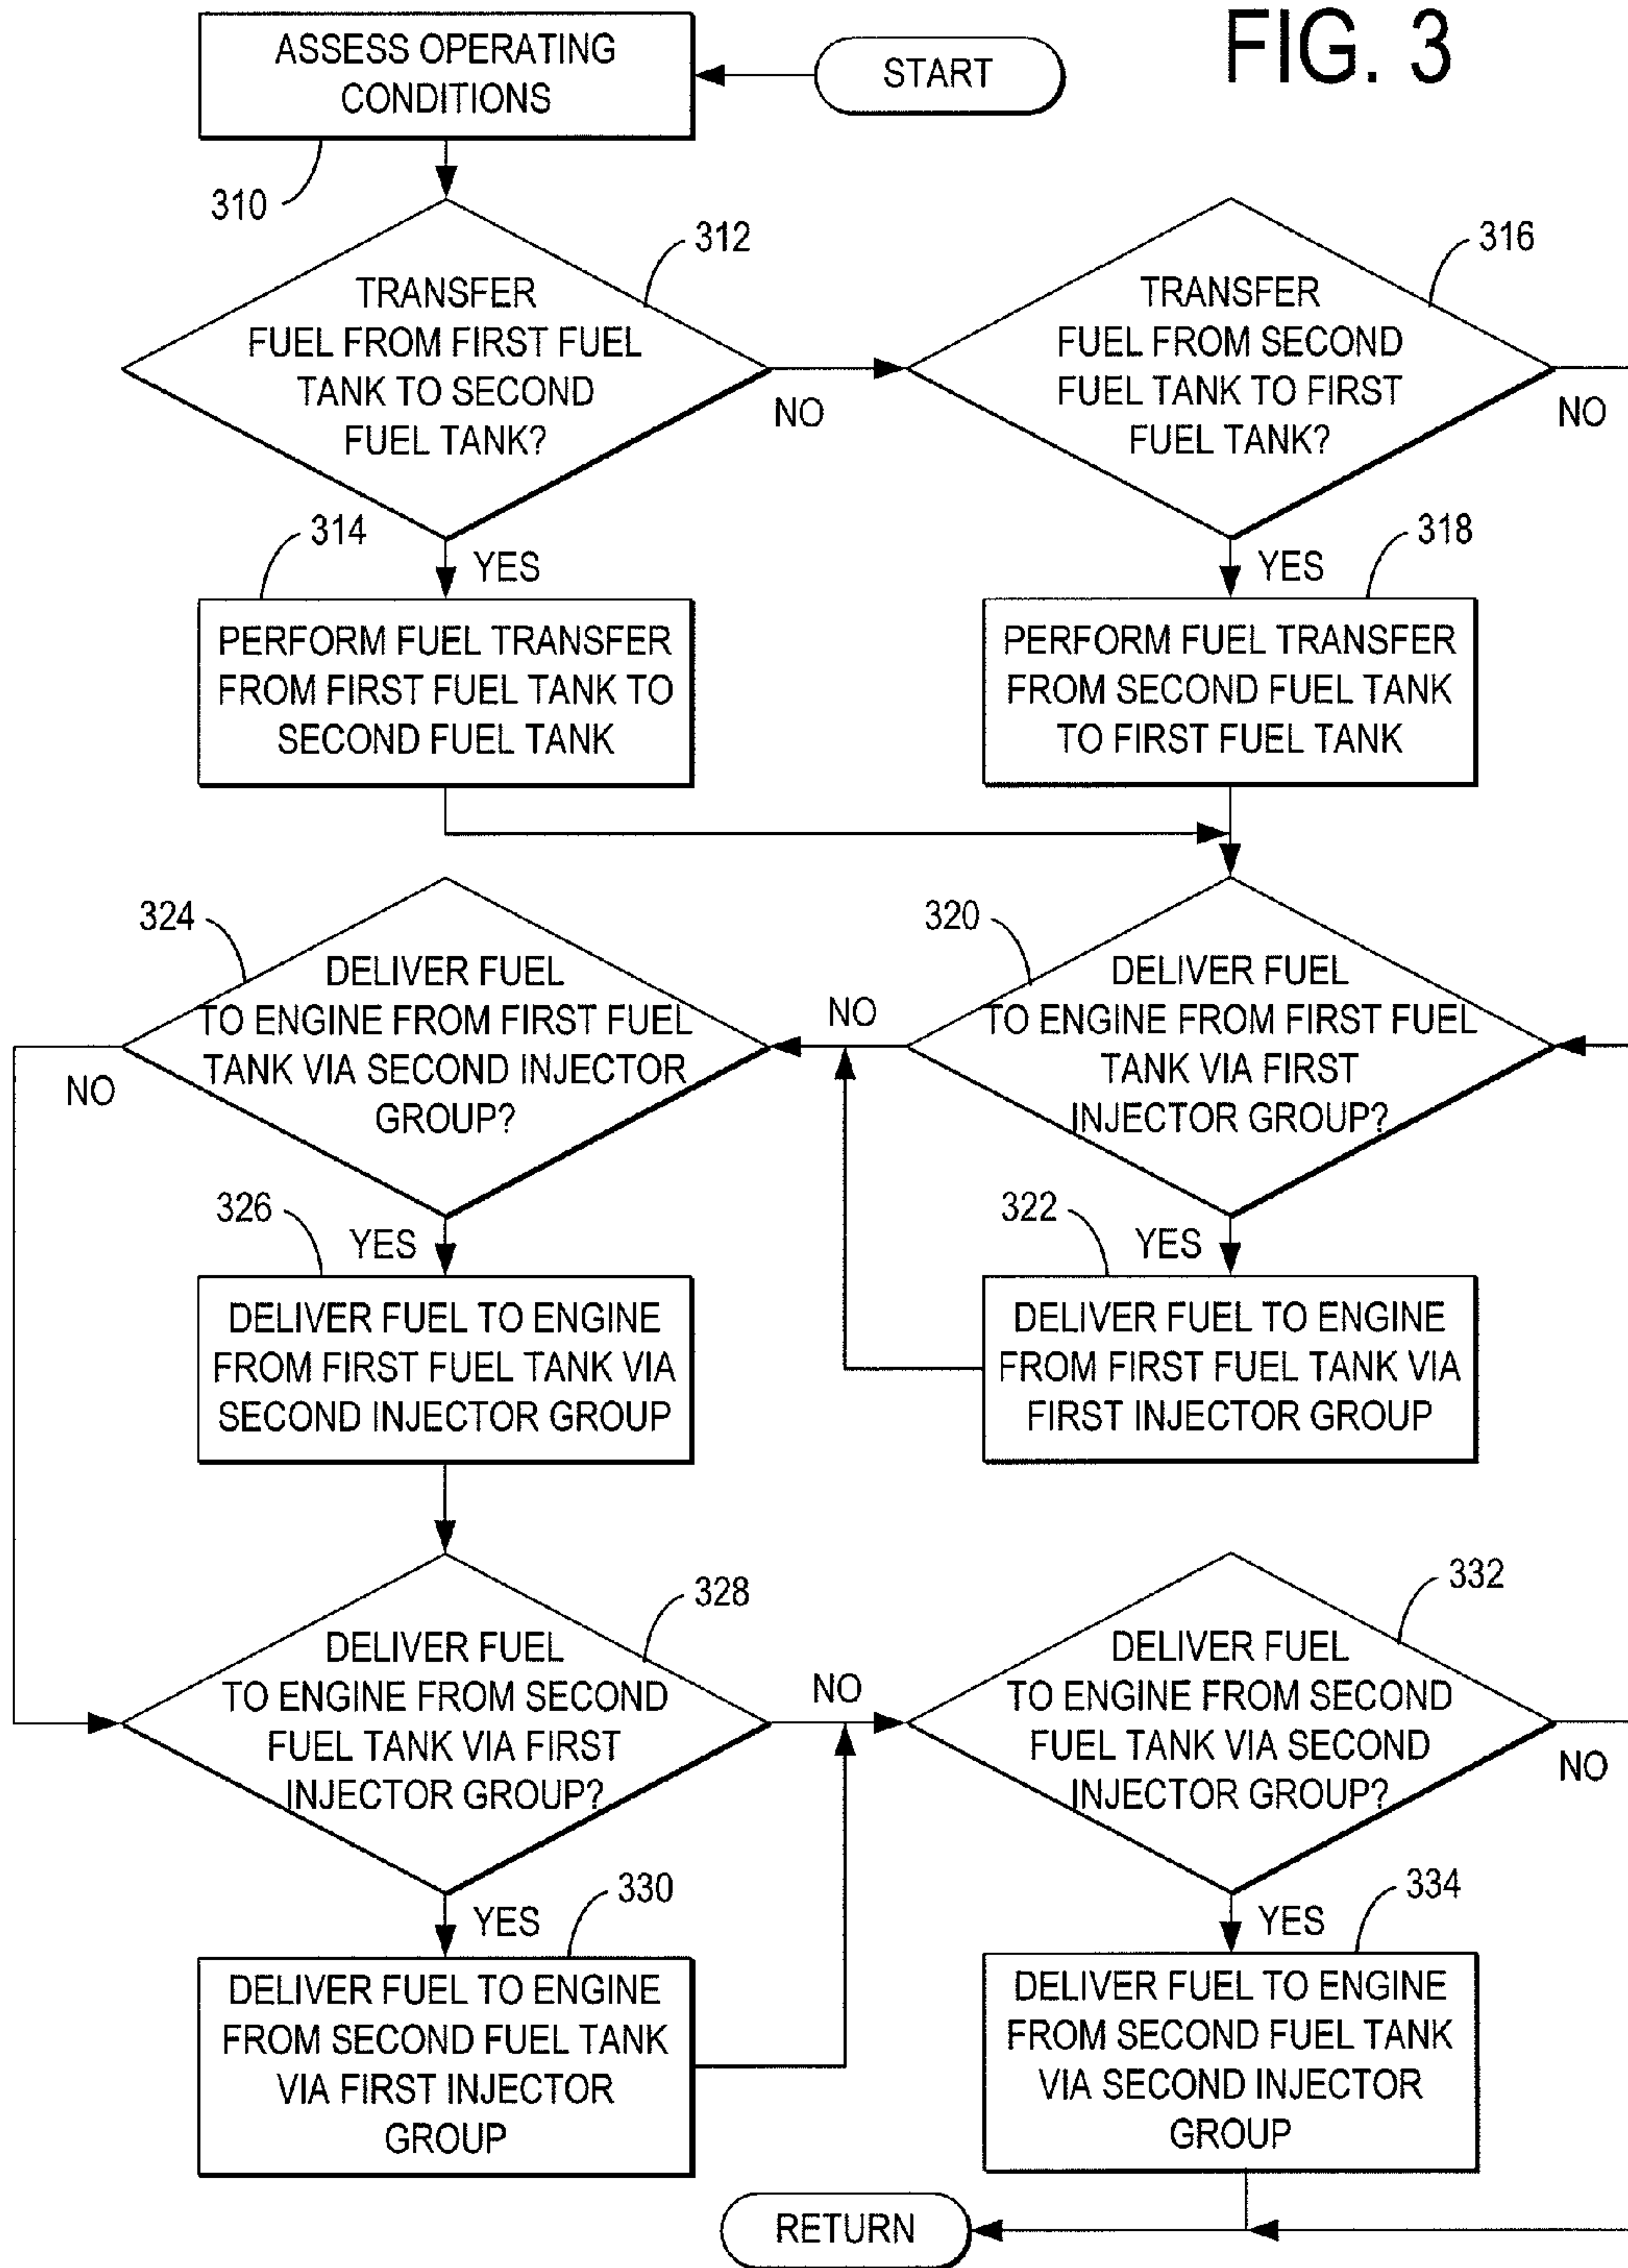 FIG. 3
START
ASSESS OPERATING
CONDITIONS
310
312
TRANSFER
FUEL FROM FIRST FUEL
TANK TO SECOND
FUEL TANK?
NO
YES
316
TRANSFER
FUEL FROM SECOND
FUEL TANK TO FIRST
FUEL TANK?
NO
YES
314
PERFORM FUEL TRANSFER
FROM FIRST FUEL TANK TO
SECOND FUEL TANK
318
PERFORM FUEL TRANSFER
FROM SECOND FUEL TANK
TO FIRST FUEL TANK
320
DELIVER FUEL
TO ENGINE FROM FIRST FUEL
TANK VIA FIRST
INJECTOR GROUP?
NO
YES
322
DELIVER FUEL TO ENGINE
FROM FIRST FUEL TANK VIA
FIRST INJECTOR GROUP
324
DELIVER FUEL
TO ENGINE FROM FIRST FUEL
TANK VIA SECOND INJECTOR
GROUP?
NO
YES
326
DELIVER FUEL TO ENGINE
FROM FIRST FUEL TANK VIA
SECOND INJECTOR GROUP
328
DELIVER FUEL
TO ENGINE FROM SECOND
FUEL TANK VIA FIRST
INJECTOR GROUP?
NO
YES
330
DELIVER FUEL TO ENGINE
FROM SECOND FUEL TANK
VIA FIRST INJECTOR
GROUP
332
DELIVER FUEL
TO ENGINE FROM SECOND
FUEL TANK VIA SECOND
INJECTOR GROUP?
NO
YES
334
DELIVER FUEL TO ENGINE
FROM SECOND FUEL TANK
VIA SECOND INJECTOR
GROUP
RETURN